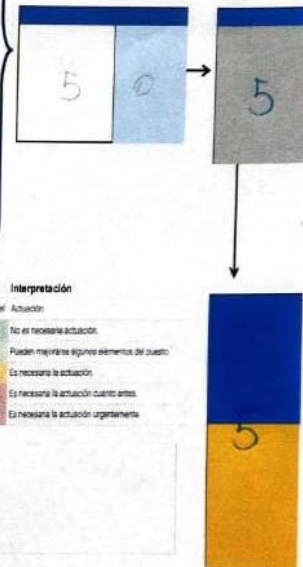 5 0 5
Interpretación
el Actuación
No es necesaria actuación.
Pueden mejorarse algunos elementos del puesto
Es necesaria la actuación.
Es necesaria la actuación cuanto antes.
Es necesaria la actuación urgentemente.
5